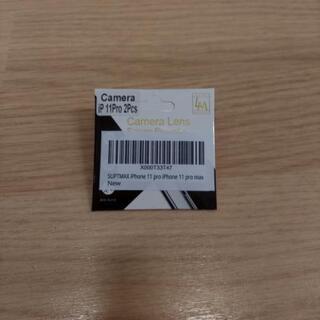 Camera
iP 11Pro 2Pcs
Camera Lens
X000T33T47
SUPTMAX iPhone 11 pro iPhone 11 pro max
New